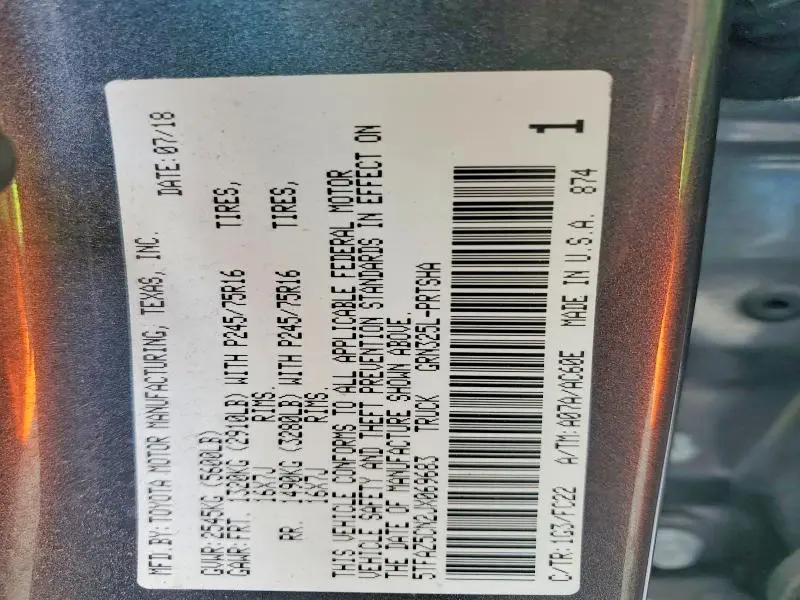 MFD.BY:TOYOTA MOTOR MANUFACTURING, TEXAS, INC. DATE:07/18
GVWR:2545KG (5600LB)
GAWR:FRT. 1320KG (2910LB) WITH P245/75R16 TIRES,
16X7J RIMS.
RR. 1490KG (3280LB) WITH P245/75R16 TIRES,
16X7J RIMS.
THIS VEHICLE CONFORMS TO ALL APPLICABLE FEDERAL MOTOR
VEHICLE SAFETY AND THEFT PREVENTION STANDARDS IN EFFECT ON
THE DATE OF MANUFACTURE SHOWN ABOVE.
5TFAZ5CN2JX069683 TRUCK GRN325L-PRTSHA
1
C/TR:1G3/FC22 A/TM:A07A/AC60E MADE IN U.S.A. 874